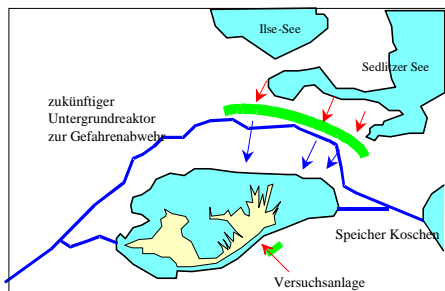 Ilse-See
Sedlitzer See
zukünftiger
Untergrundreaktor
zur Gefahrenabwehr
Speicher Koschen
Versuchsanlage